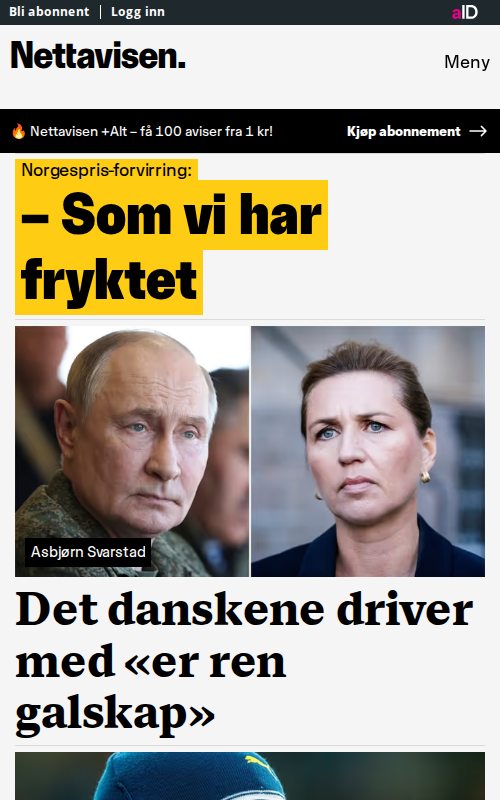 Bli abonnent Logg inn
aID
Nettavisen.
Meny
Nettavisen +Alt – få 100 aviser fra 1 kr! Kjøp abonnement
Norgespris-forvirring:
– Som vi har
fryktet
Asbjørn Svarstad
Det danskene driver
med «er ren
galskap»